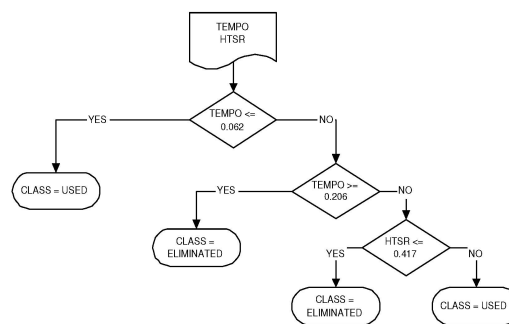 TEMPO
HTSR
TEMPO <=
0.062
YES
NO
CLASS = USED
TEMPO >=
0.206
YES
NO
CLASS =
ELIMINATED
HTSR <=
0.417
YES
NO
CLASS =
ELIMINATED
CLASS = USED